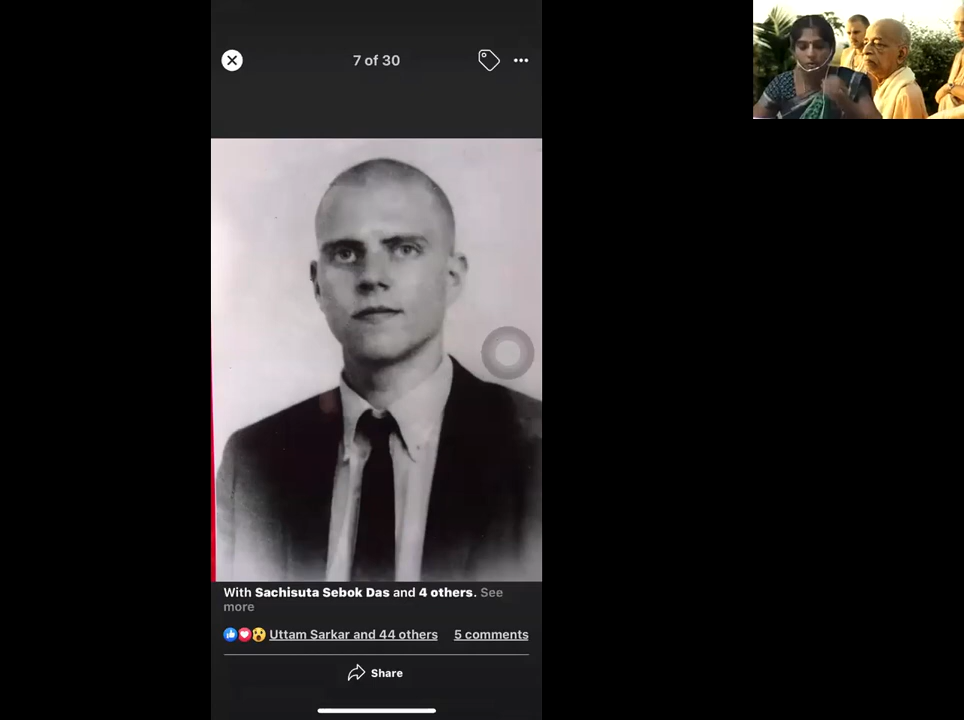 7 of 30
With Sachisuta Sebok Das and 4 others. See
more
Uttam Sarkar and 44 others 5 comments
Share